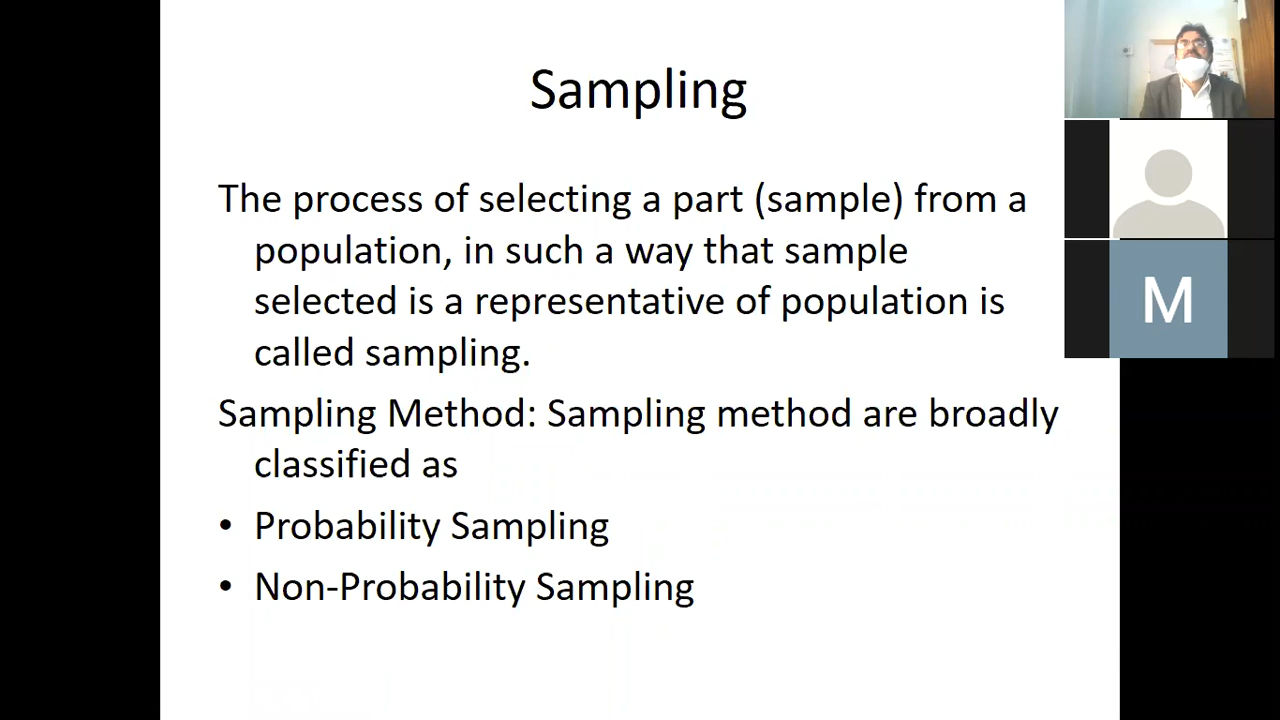 Sampling
The process of selecting a part (sample) from a
population, in such a way that sample
selected is a representative of population is
called sampling.
Sampling Method: Sampling method are broadly
classified as
• Probability Sampling
• Non-Probability Sampling
M